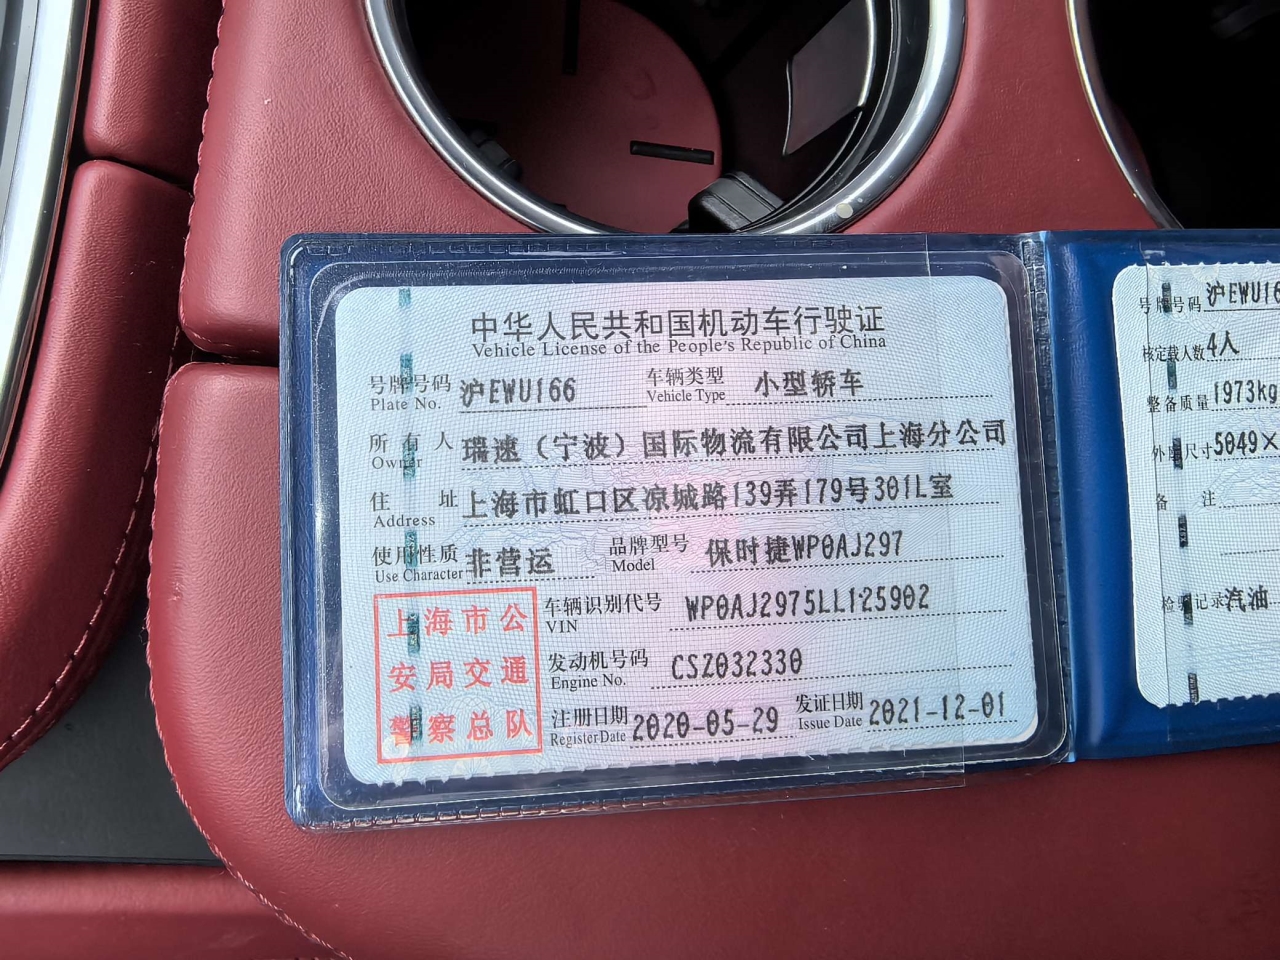 中华人民共和国机动车行驶证
Vehicle License of the People's Republic of China
号牌号码 沪EWU166 车辆类型 小型轿车
Plate No. Vehicle Type
所有人 瑞速（宁波）国际物流有限公司上海分公司
Owner
住址 上海市虹口区凉城路139弄179号301L室
Address
使用性质 非营运 品牌型号 保时捷WP0AJ297
Use Character Model
上海市公
安局交通
警察总队
车辆识别代号 WP0AJ2975LL125902
VIN
发动机号码 CSZ032330
Engine No.
注册日期 2020-05-29 发证日期 2021-12-01
Register Date Issue Date
号牌号码 沪EWU16
核定载人数 4人
整备质量 1973kg
外廓尺寸 5049×
备注
检验记录 汽油